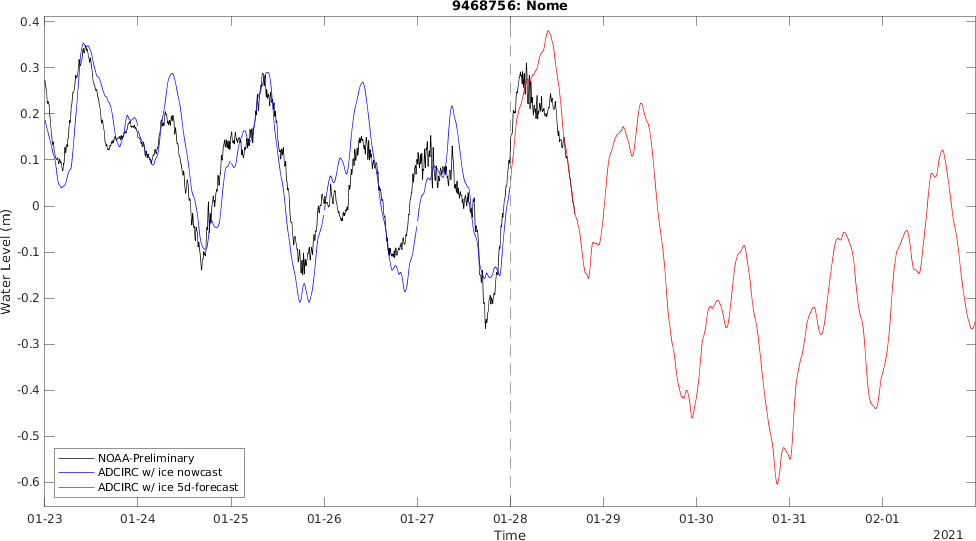 9468756: Nome
0.4
0.3
0.2
0.1
0
-0.1
-0.2
-0.3
-0.4
-0.5
-0.6
Water Level (m)
NOAA-Preliminary
ADCIRC w/ ice nowcast
ADCIRC w/ ice 5d-forecast
01-23 01-24 01-25 01-26 01-27 01-28 01-29 01-30 01-31 02-01
Time
2021